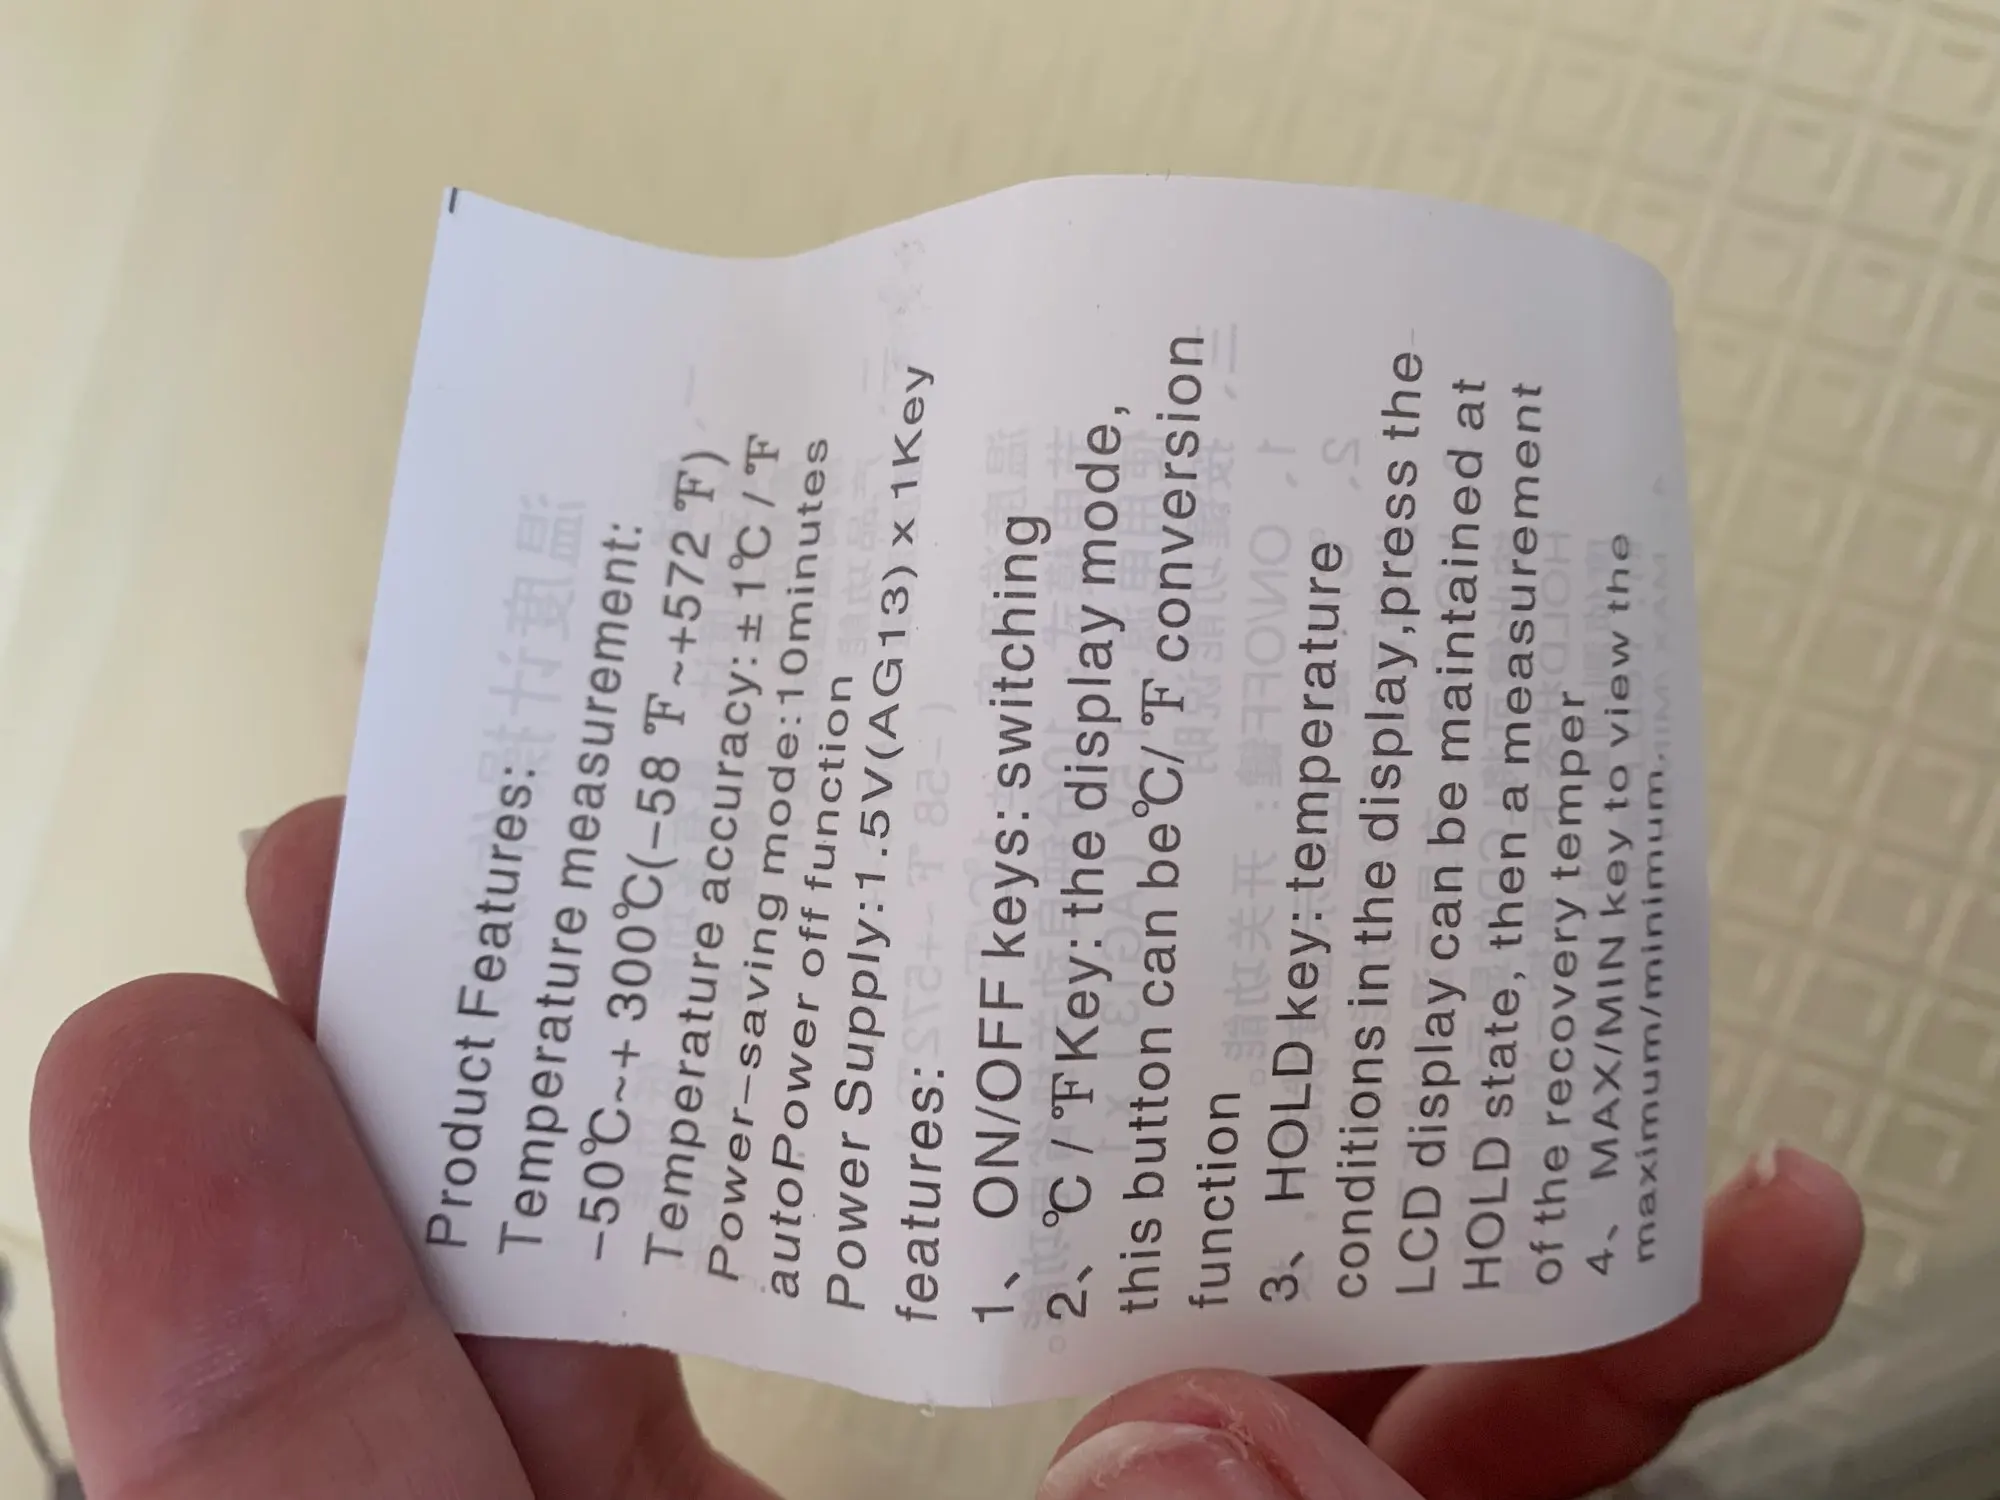 Product Features:
Temperature measurement:
-50℃~+300℃(-58℉~+572℉)
Temperature accuracy:±1℃/℉
Power-saving mode:10minutes
autoPower off function
Power Supply:1.5V(AG13)x1Key
features:
1、ON/OFF keys:switching
2、℃/℉Key:the display mode,
this button can be℃/℉ conversion
function
3、HOLD key:temperature
conditions in the display,press the
LCD display can be maintained at
HOLD state, then a measurement
of the recovery temper
4、MAX/MIN key to view the
maximum/minimum.